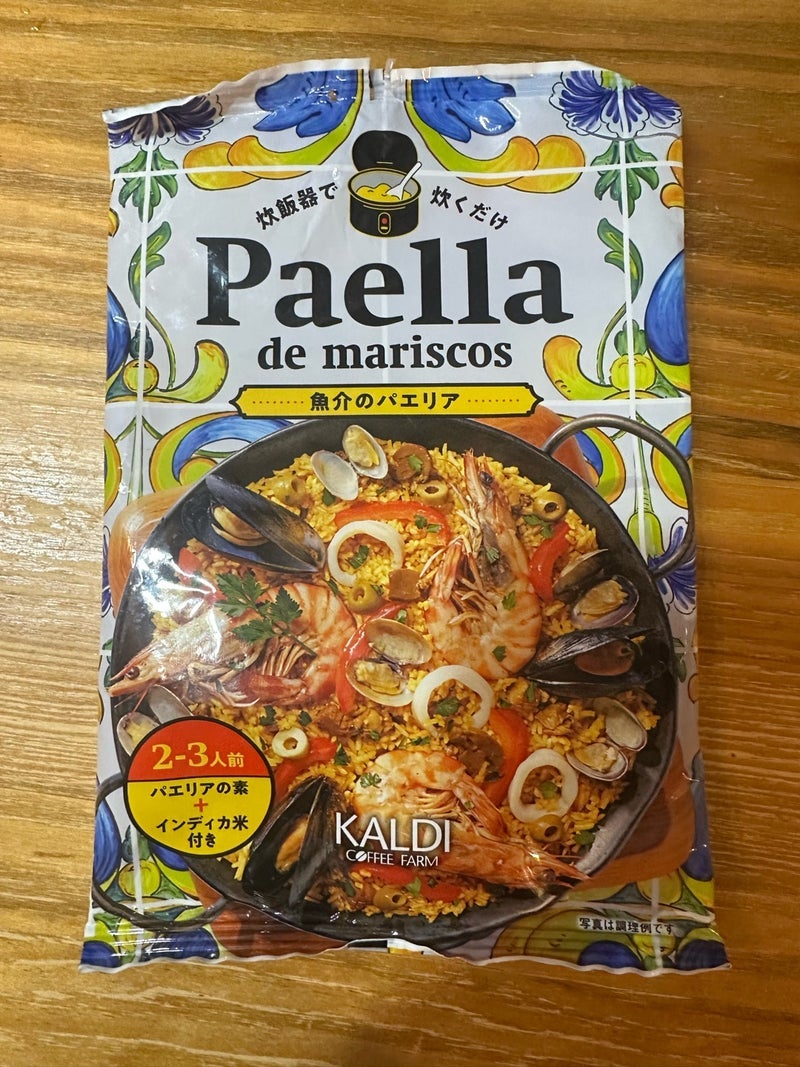 炊飯器で 炊くだけ
Paella
de mariscos
魚介のパエリア
2-3人前
パエリアの素
+
インディカ米
付き
KALDI
COFFEE FARM
写真は調理例です